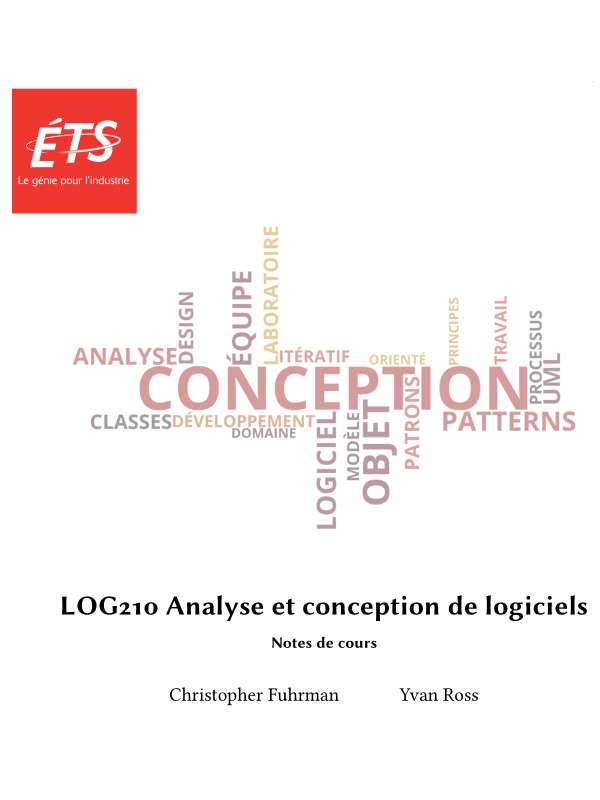 ÉTS
Le génie pour l'industrie
LABORATOIRE
ÉQUIPE
DESIGN
PRINCIPES
TRAVAIL
PROCESSUS
ANALYSE
ITÉRATIF
ORIENTÉ
UML
CONCEPTION
CLASSES
DÉVELOPPEMENT
DOMAINE
LOGICIEL
MODÈLE
OBJET
PATRONS
PATTERNS
LOG210 Analyse et conception de logiciels
Notes de cours
Christopher Fuhrman Yvan Ross